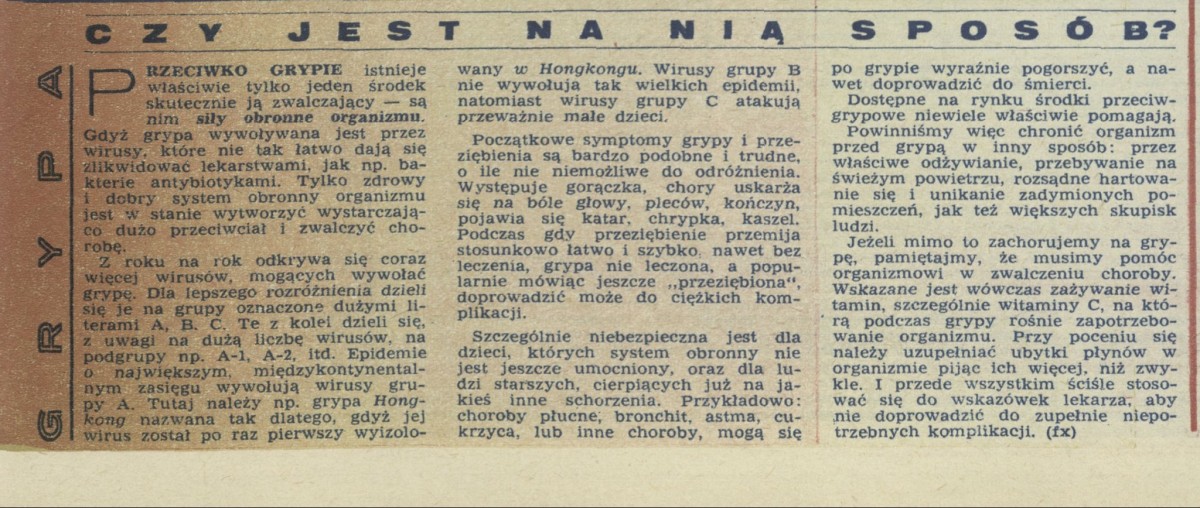 GRYPA
CZY JEST NA NIĄ SPOSÓB?
PRZECIWKO GRYPIE istnieje
właściwie tylko jeden środek
skutecznie ją zwalczający — są
nim siły obronne organizmu.
Gdyż grypa wywoływana jest przez
wirusy, które nie tak łatwo dają się
zlikwidować lekarstwami, jak np. ba-
kterie antybiotykami. Tylko zdrowy
i dobry system obronny organizmu
jest w stanie wytworzyć wystarczają-
co dużo przeciwciał i zwalczyć cho-
robę.
Z roku na rok odkrywa się coraz
więcej wirusów, mogących wywołać
grypę. Dla lepszego rozróżnienia dzieli
się je na grupy oznaczone dużymi li-
terami A, B. C. Te z kolei dzieli się,
z uwagi na dużą liczbę wirusów, na
podgrupy np. A-1, A-2, itd. Epidemie
o największym, międzykontynental-
nym zasięgu wywołują wirusy gru-
py A. Tutaj należy np. grypa Hong-
kong nazwana tak dlatego, gdyż jej
wirus został po raz pierwszy wyizolo-
wany w Hongkongu. Wirusy grupy B
nie wywołują tak wielkich epidemii,
natomiast wirusy grupy C atakują
przeważnie małe dzieci.
Początkowe symptomy grypy i prze-
ziębienia są bardzo podobne i trudne,
o ile nie niemożliwe do odróżnienia.
Występuje gorączka, chory uskarża
się na bóle głowy, pleców, kończyn,
pojawia się katar, chrypka, kaszel.
Podczas gdy przeziębienie przemija
stosunkowo łatwo i szybko, nawet bez
leczenia, grypa nie leczona, a popu-
larnie mówiąc jeszcze „przeziębiona“,
doprowadzić może do ciężkich kom-
plikacji.
Szczególnie niebezpieczna jest dla
dzieci, których system obronny nie
jest jeszcze umocniony, oraz dla lu-
dzi starszych, cierpiących już na ja-
kieś inne schorzenia. Przykładowo:
choroby płucne, bronchit, astma, cu-
krzyca, lub inne choroby, mogą się
po grypie wyraźnie pogorszyć, a na-
wet doprowadzić do śmierci.
Dostępne na rynku środki przeciw-
grypowe niewiele właściwie pomagają.
Powinniśmy więc chronić organizm
przed grypą w inny sposób: przez
właściwe odżywianie, przebywanie na
świeżym powietrzu, rozsądne hartowa-
nie się i unikanie zadymionych po-
mieszczeń, jak też większych skupisk
ludzi.
Jeżeli mimo to zachorujemy na gry-
pę, pamiętajmy, że musimy pomóc
organizmowi w zwalczeniu choroby.
Wskazane jest wówczas zażywanie wi-
tamin, szczególnie witaminy C, na któ-
rą podczas grypy rośnie zapotrzebo-
wanie organizmu. Przy poceniu się
należy uzupełniać ubytki płynów w
organizmie pijąc ich więcej, niż zwy-
kle. I przede wszystkim ściśle stoso-
wać się do wskazówek lekarza, aby
nie doprowadzić do zupełnie niepo-
trzebnych komplikacji. (fx)